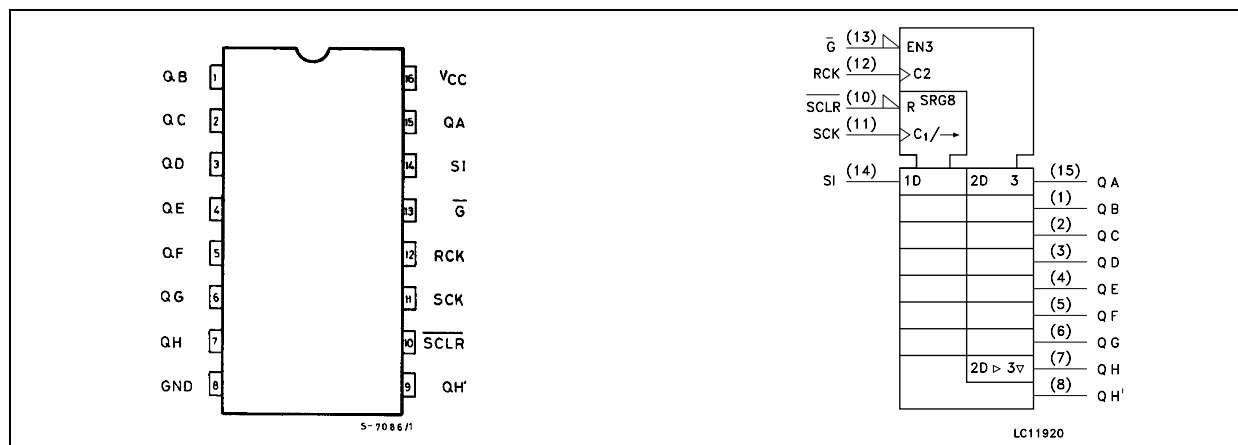 QB 1 16 VCC
QC 2 15 QA
QD 3 14 SI
QE 4 13 G̅
QF 5 12 RCK
QG 6 11 SCK
QH 7 10 S̅C̅L̅R̅
GND 8 9 QH'
S-7086/1
G̅ (13) EN3
RCK (12) C2
S̅C̅L̅R̅ (10) R SRG8
SCK (11) C1/→
SI (14) 1D 2D 3 (15) QA
(1) QB
(2) QC
(3) QD
(4) QE
(5) QF
(6) QG
2D ▷ 3▽ (7) QH
(8) QH'
LC11920